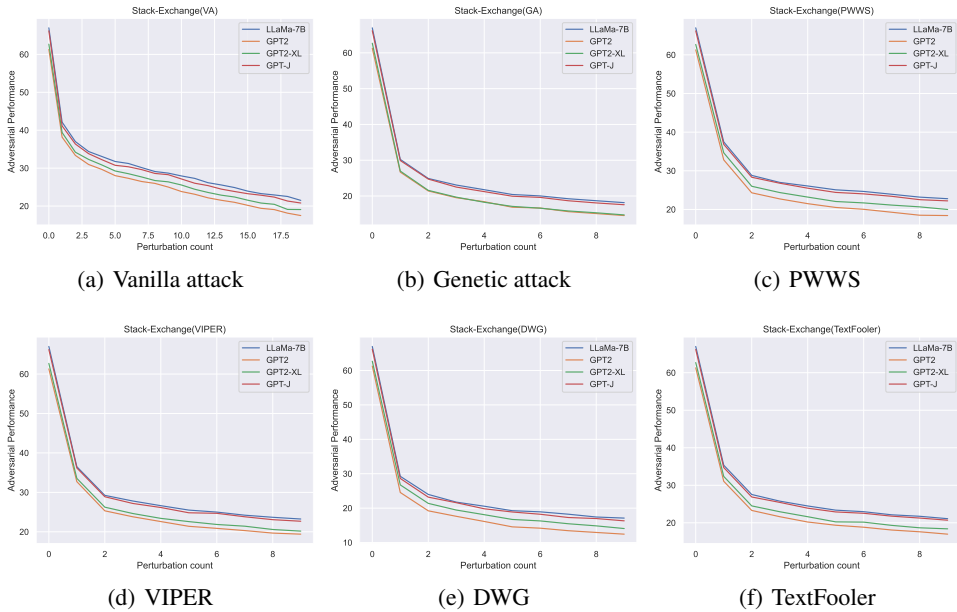 Stack-Exchange(VA)
LLaMa-7B
GPT2
GPT2-XL
GPT-J
Adversarial Performance
60
50
40
30
20
0.0 2.5 5.0 7.5 10.0 12.5 15.0 17.5
Perturbation count
(a) Vanilla attack
Stack-Exchange(GA)
LLaMa-7B
GPT2
GPT2-XL
GPT-J
Adversarial Performance
60
50
40
30
20
0 2 4 6 8
Perturbation count
(b) Genetic attack
Stack-Exchange(PWWS)
LLaMa-7B
GPT2
GPT2-XL
GPT-J
Adversarial Performance
60
50
40
30
20
0 2 4 6 8
Perturbation count
(c) PWWS
Stack-Exchange(VIPER)
LLaMa-7B
GPT2
GPT2-XL
GPT-J
Adversarial Performance
60
50
40
30
20
0 2 4 6 8
Perturbation count
(d) VIPER
Stack-Exchange(DWG)
LLaMa-7B
GPT2
GPT2-XL
GPT-J
Adversarial Performance
60
50
40
30
20
10
0 2 4 6 8
Perturbation count
(e) DWG
Stack-Exchange(TextFooler)
LLaMa-7B
GPT2
GPT2-XL
GPT-J
Adversarial Performance
60
50
40
30
20
0 2 4 6 8
Perturbation count
(f) TextFooler